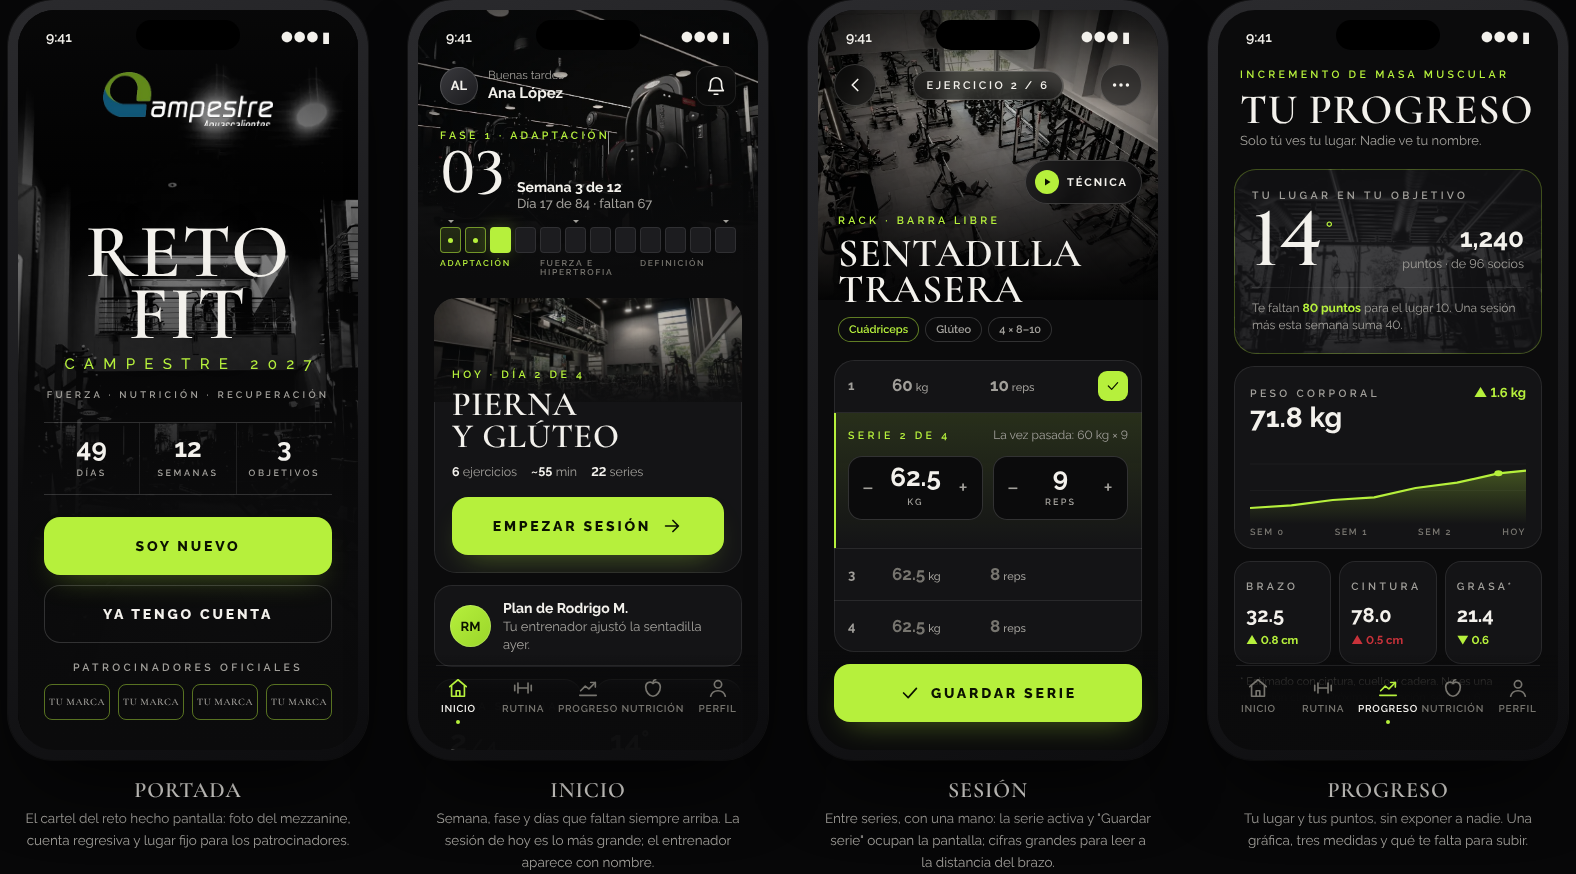 9:41
ampestre
Aguascalientes
RETO
FIT
CAMPESTRE 2027
FUERZA · NUTRICIÓN · RECUPERACIÓN
49
DÍAS
12
SEMANAS
3
OBJETIVOS
SOY NUEVO
YA TENGO CUENTA
PATROCINADORES OFICIALES
TU MARCA
TU MARCA
TU MARCA
TU MARCA
PORTADA
El cartel del reto hecho pantalla: foto del mezzanine,
cuenta regresiva y lugar fijo para los patrocinadores.
9:41
AL
Buenas tardes
Ana López
FASE 1 · ADAPTACIÓN
03
Semana 3 de 12
Día 17 de 84 · faltan 67
ADAPTACIÓN
FUERZA E
HIPERTROFIA
DEFINICIÓN
HOY · DÍA 2 DE 4
PIERNA
Y GLÚTEO
6 ejercicios ~55 min 22 series
EMPEZAR SESIÓN →
RM
Plan de Rodrigo M.
Tu entrenador ajustó la sentadilla
ayer.
INICIO
RUTINA
PROGRESO
NUTRICIÓN
PERFIL
INICIO
Semana, fase y días que faltan siempre arriba. La
sesión de hoy es lo más grande; el entrenador
aparece con nombre.
9:41
EJERCICIO 2 / 6
TÉCNICA
RACK · BARRA LIBRE
SENTADILLA
TRASERA
Cuádriceps
Glúteo
4 × 8–10
1 60 kg 10 reps
SERIE 2 DE 4 La vez pasada: 60 kg × 9
− 62.5 +
KG
− 9 +
REPS
3 62.5 kg 8 reps
4 62.5 kg 8 reps
GUARDAR SERIE
SESIÓN
Entre series, con una mano: la serie activa y "Guardar
serie" ocupan la pantalla; cifras grandes para leer a
la distancia del brazo.
9:41
INCREMENTO DE MASA MUSCULAR
TU PROGRESO
Solo tú ves tu lugar. Nadie ve tu nombre.
TU LUGAR EN TU OBJETIVO
14°
1,240
puntos · de 96 socios
Te faltan 80 puntos para el lugar 10. Una sesión
más esta semana suma 40.
PESO CORPORAL
▲ 1.6 kg
71.8 kg
SEM 0 SEM 1 SEM 2 HOY
BRAZO
32.5
▲ 0.8 cm
CINTURA
78.0
▲ 0.5 cm
GRASA*
21.4
▼ 0.6
* Estimado con cintura, cuello y cadera. No es una
INICIO
RUTINA
PROGRESO
NUTRICIÓN
PERFIL
PROGRESO
Tu lugar y tus puntos, sin exponer a nadie. Una
gráfica, tres medidas y qué te falta para subir.